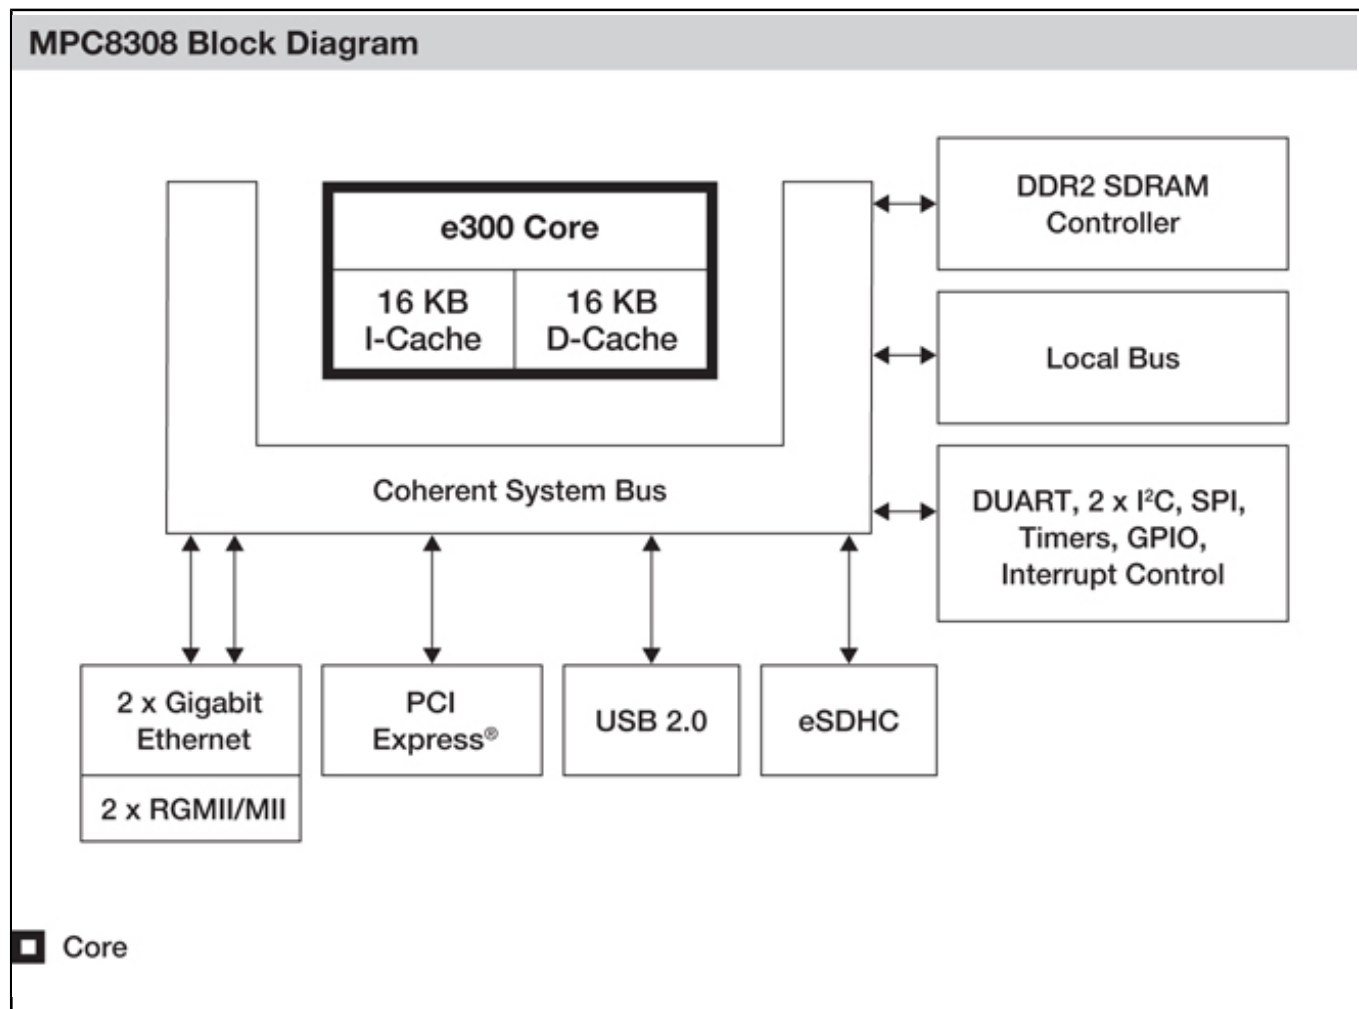 MPC8308 Block Diagram
e300 Core
16 KB
I-Cache
16 KB
D-Cache
Coherent System Bus
DDR2 SDRAM
Controller
Local Bus
DUART, 2 x I²C, SPI,
Timers, GPIO,
Interrupt Control
2 x Gigabit
Ethernet
2 x RGMII/MII
PCI
Express®
USB 2.0
eSDHC
Core